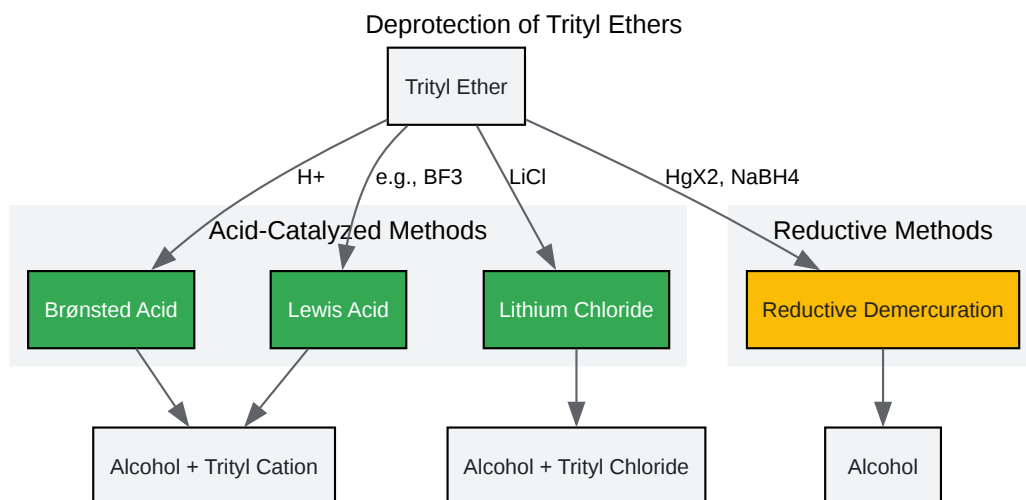 Deprotection of Trityl Ethers
Trityl Ether
H+
e.g., BF3
LiCl
HgX2, NaBH4
Acid-Catalyzed Methods
Reductive Methods
Brønsted Acid
Lewis Acid
Lithium Chloride
Reductive Demercuration
Alcohol + Trityl Cation
Alcohol + Trityl Chloride
Alcohol